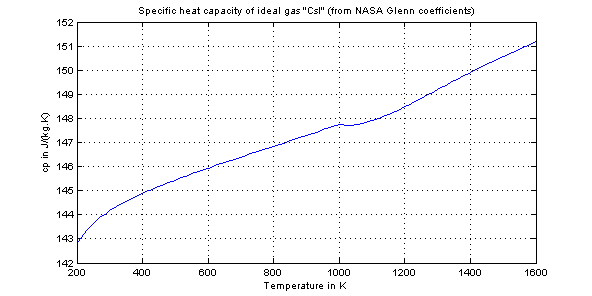 Specific heat capacity of ideal gas "CsI" (from NASA Glenn coefficients)
152
151
150
149
148
147
146
145
144
143
142
cp in J/(kg.K)
200 400 600 800 1000 1200 1400 1600
Temperature in K